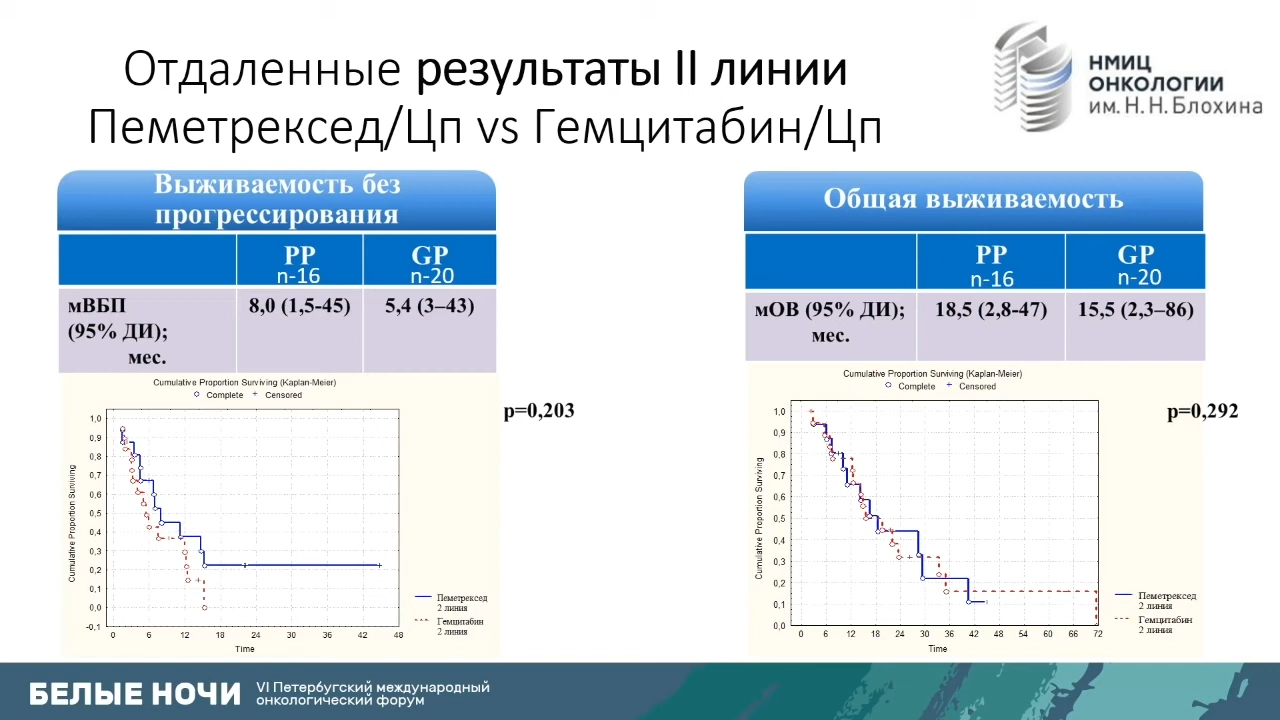 Отдаленные результаты II линии
Пеметрексед/Цп vs Гемцитабин/Цп
НМИЦ
ОНКОЛОГИИ
им. Н. Н. Блохина
Выживаемость без
прогрессирования
PP GP
n-16 n-20
мВБП 8,0 (1,5-45) 5,4 (3–43)
(95% ДИ);
мес.
Cumulative Proportion Surviving (Kaplan-Meier)
Complete Censored
1,0
0,9
0,8
0,7
0,6
0,5
0,4
0,3
0,2
0,1
0,0
-0,1
0 6 12 18 24 30 36 42 48
Cumulative Proportion Surviving
Time
Пеметрексед
2 линия
Гемцитабин
2 линия
p=0,203
Общая выживаемость
PP GP
n-16 n-20
мОВ (95% ДИ); 18,5 (2,8-47) 15,5 (2,3–86)
мес.
Cumulative Proportion Surviving (Kaplan-Meier)
Complete Censored
1,0
0,9
0,8
0,7
0,6
0,5
0,4
0,3
0,2
0,1
0,0
0 6 12 18 24 30 36 42 48 54 60 66 72
Cumulative Proportion Surviving
Time
Пеметрексед
2 линия
Гемцитабин
2 линия
p=0,292
БЕЛЫЕ НОЧИ
VI Петербургский международный
онкологический форум